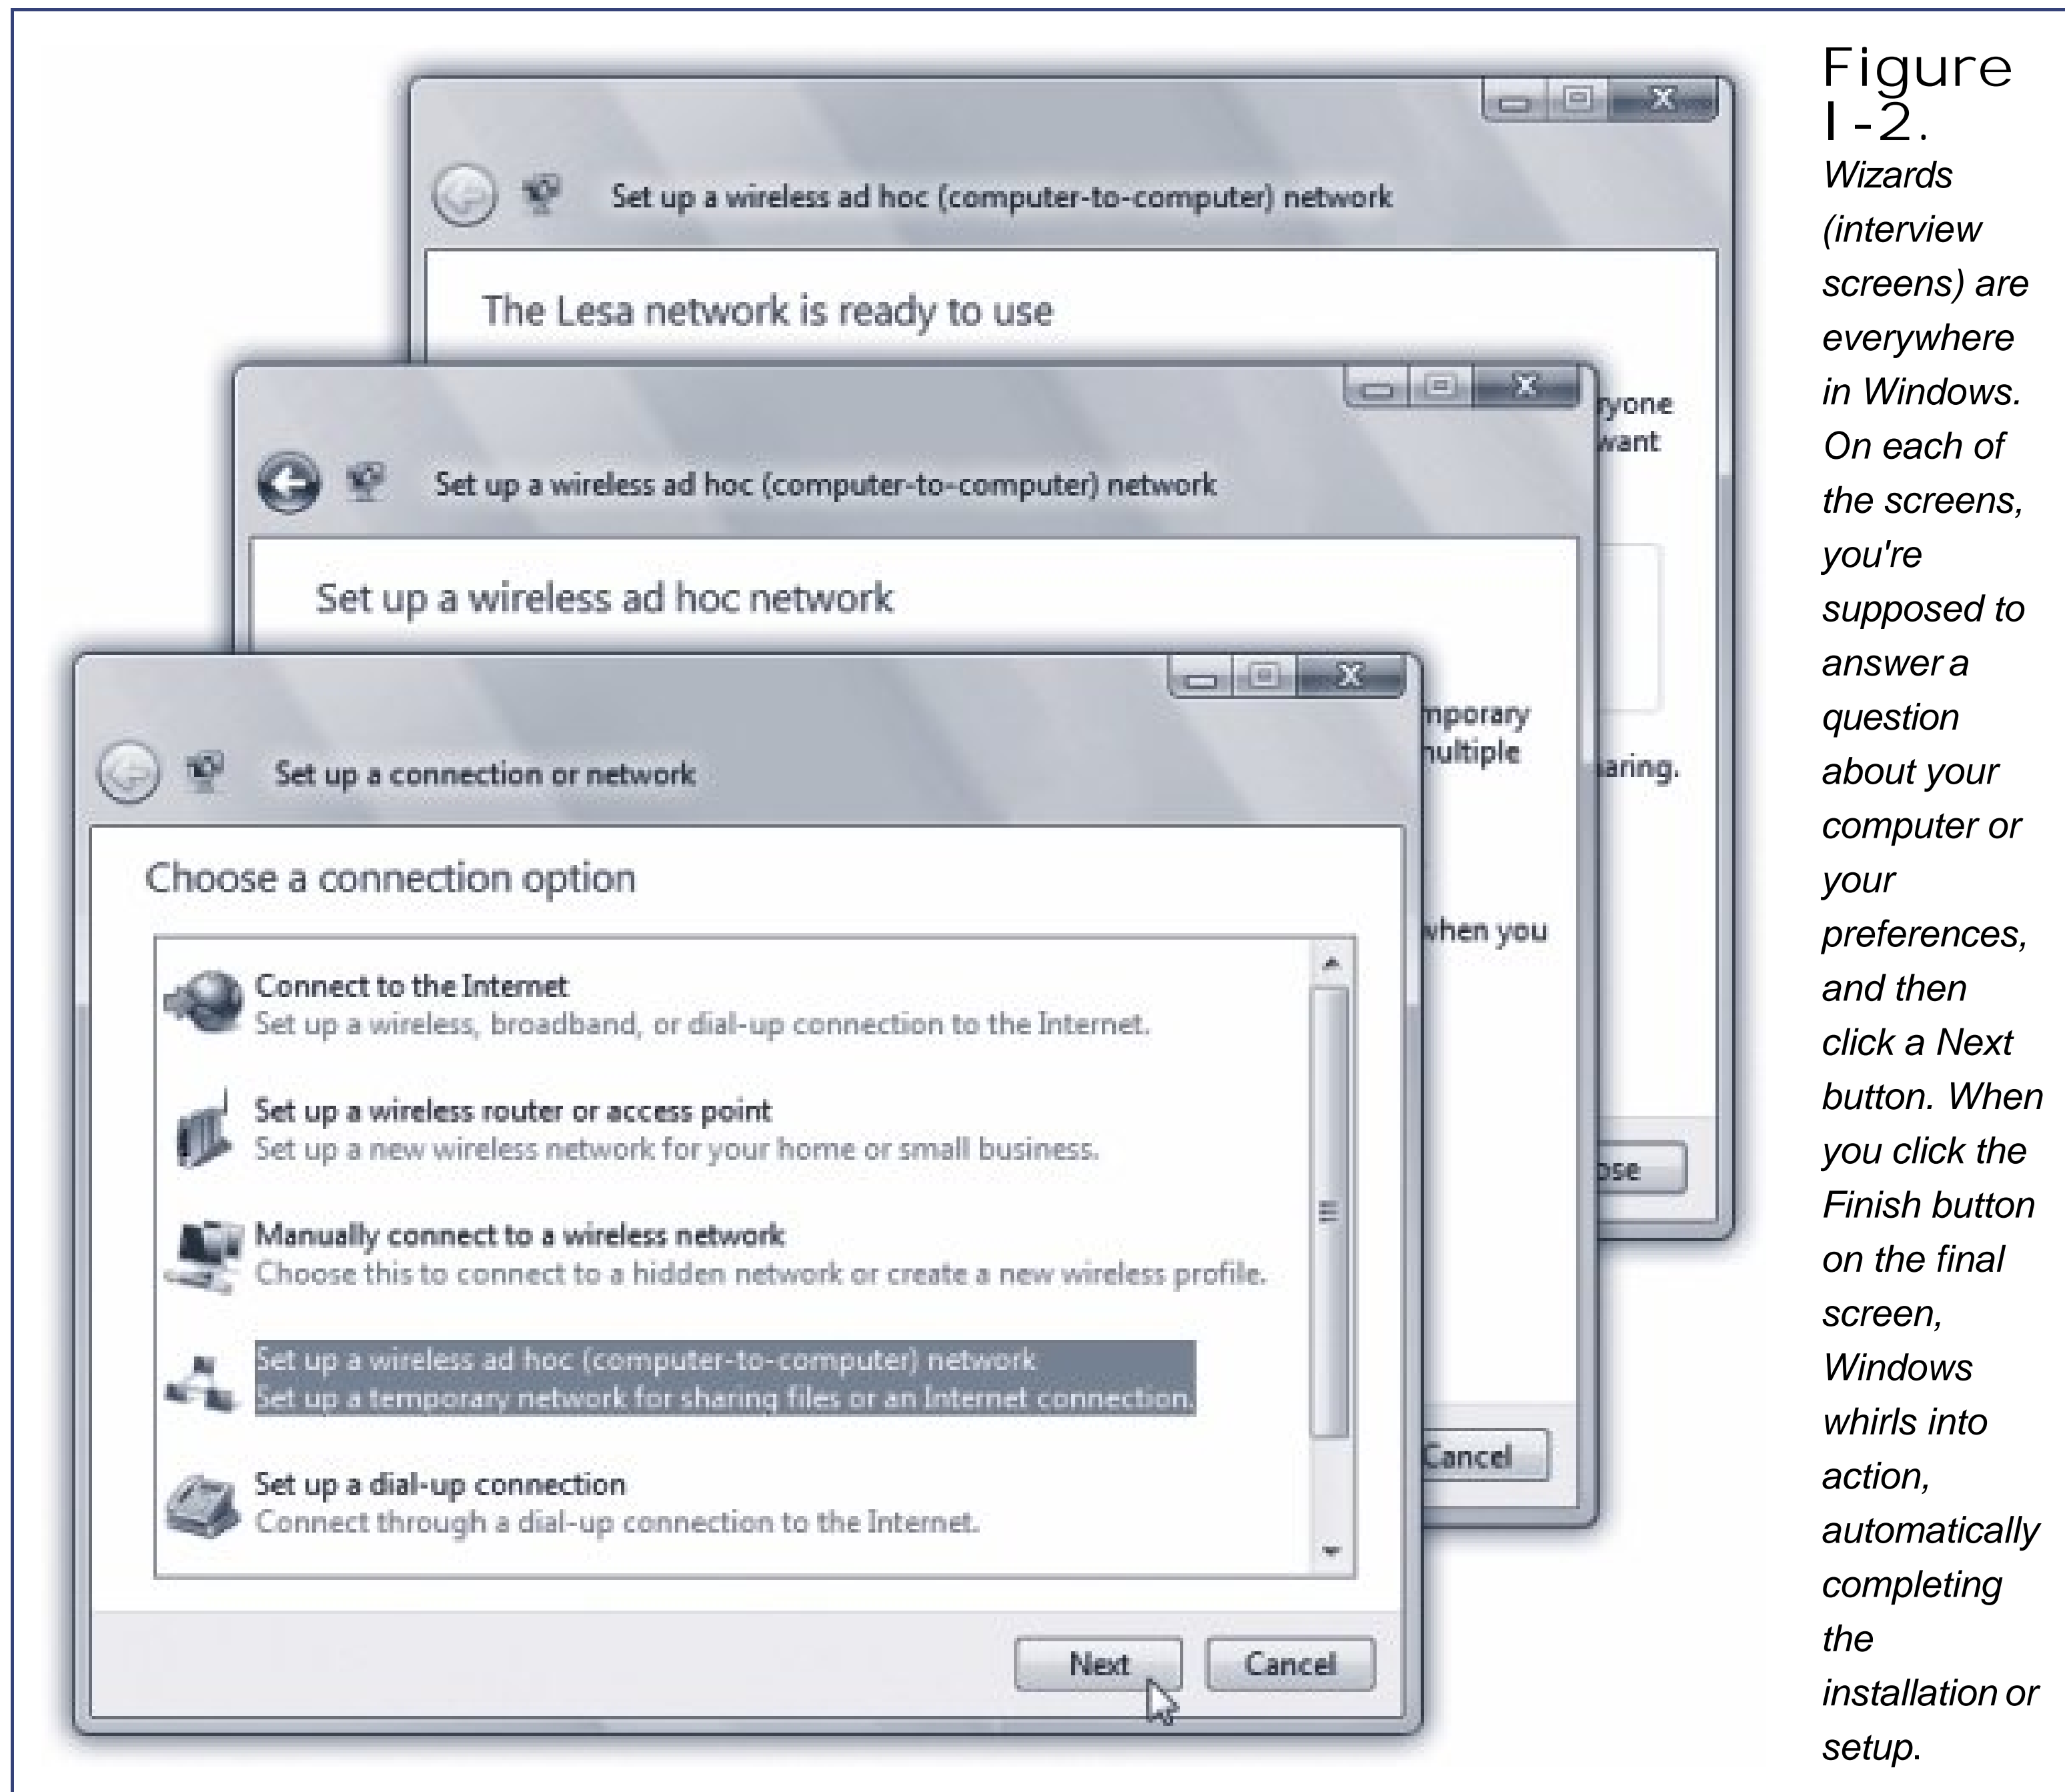 Set up a wireless ad hoc (computer-to-computer) network
The Lesa network is ready to use
want
aring.
Set up a wireless ad hoc (computer-to-computer) network
Set up a wireless ad hoc network
when you
Cancel
Set up a connection or network
Choose a connection option
Connect to the Internet
Set up a wireless, broadband, or dial-up connection to the Internet.
Set up a wireless router or access point
Set up a new wireless network for your home or small business.
Manually connect to a wireless network
Choose this to connect to a hidden network or create a new wireless profile.
Set up a wireless ad hoc (computer-to-computer) network
Set up a temporary network for sharing files or an Internet connection.
Set up a dial-up connection
Connect through a dial-up connection to the Internet.
Next
Cancel
Figure
I-2.
Wizards
(interview
screens) are
everywhere
in Windows.
On each of
the screens,
you're
supposed to
answer a
question
about your
computer or
your
preferences,
and then
click a Next
button. When
you click the
Finish button
on the final
screen,
Windows
whirls into
action,
automatically
completing
the
installation or
setup.